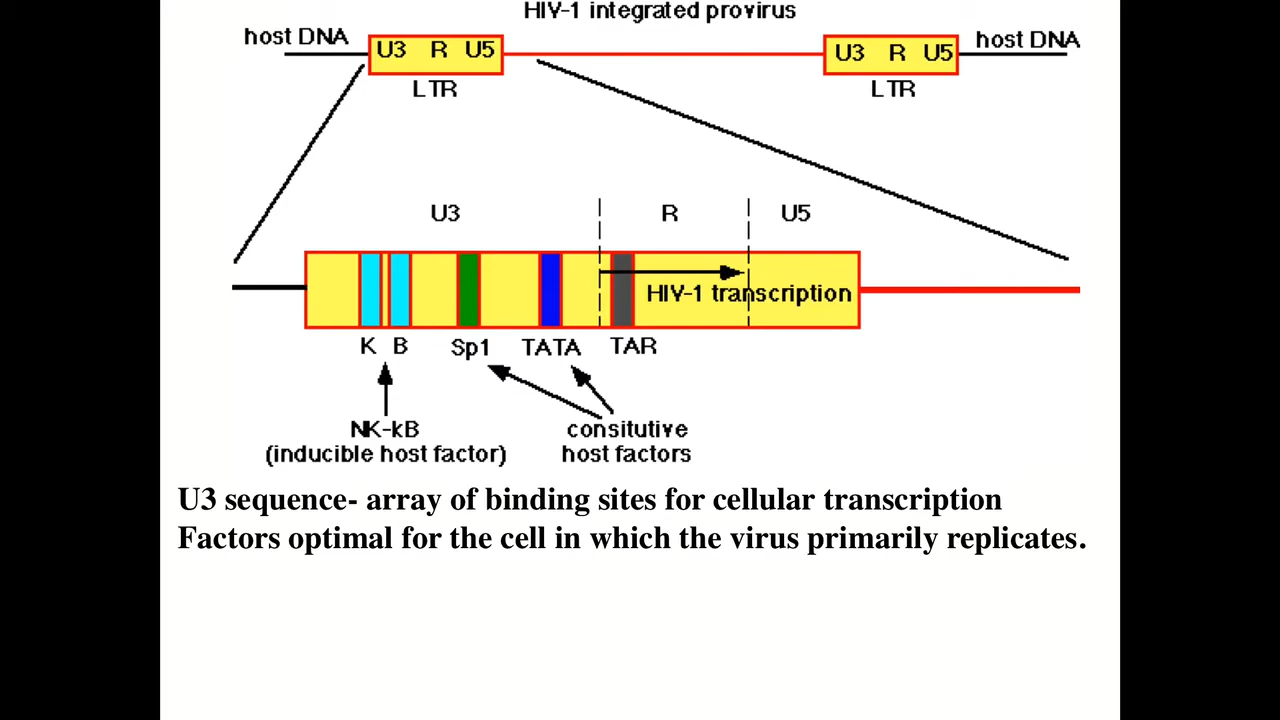 HIV-1 integrated provirus
host DNA U3 R U5 U3 R U5 host DNA
LTR LTR
U3 R U5
HIV-1 transcription
K B Sp1 TATA TAR
NK-kB consitutive
(inducible host factor) host factors
U3 sequence- array of binding sites for cellular transcription
Factors optimal for the cell in which the virus primarily replicates.